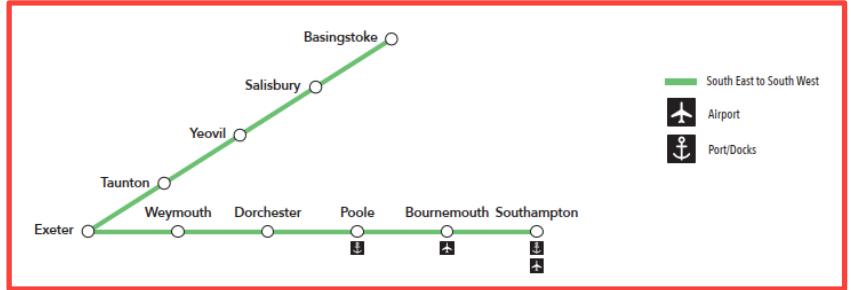 Basingstoke
Salisbury
South East to South West
Airport
Yeovil
Port/Docks
Taunton
Weymouth Dorchester Poole Bournemouth Southampton
Exeter